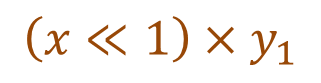 (𝑥 ≪ 1) × 𝑦₁